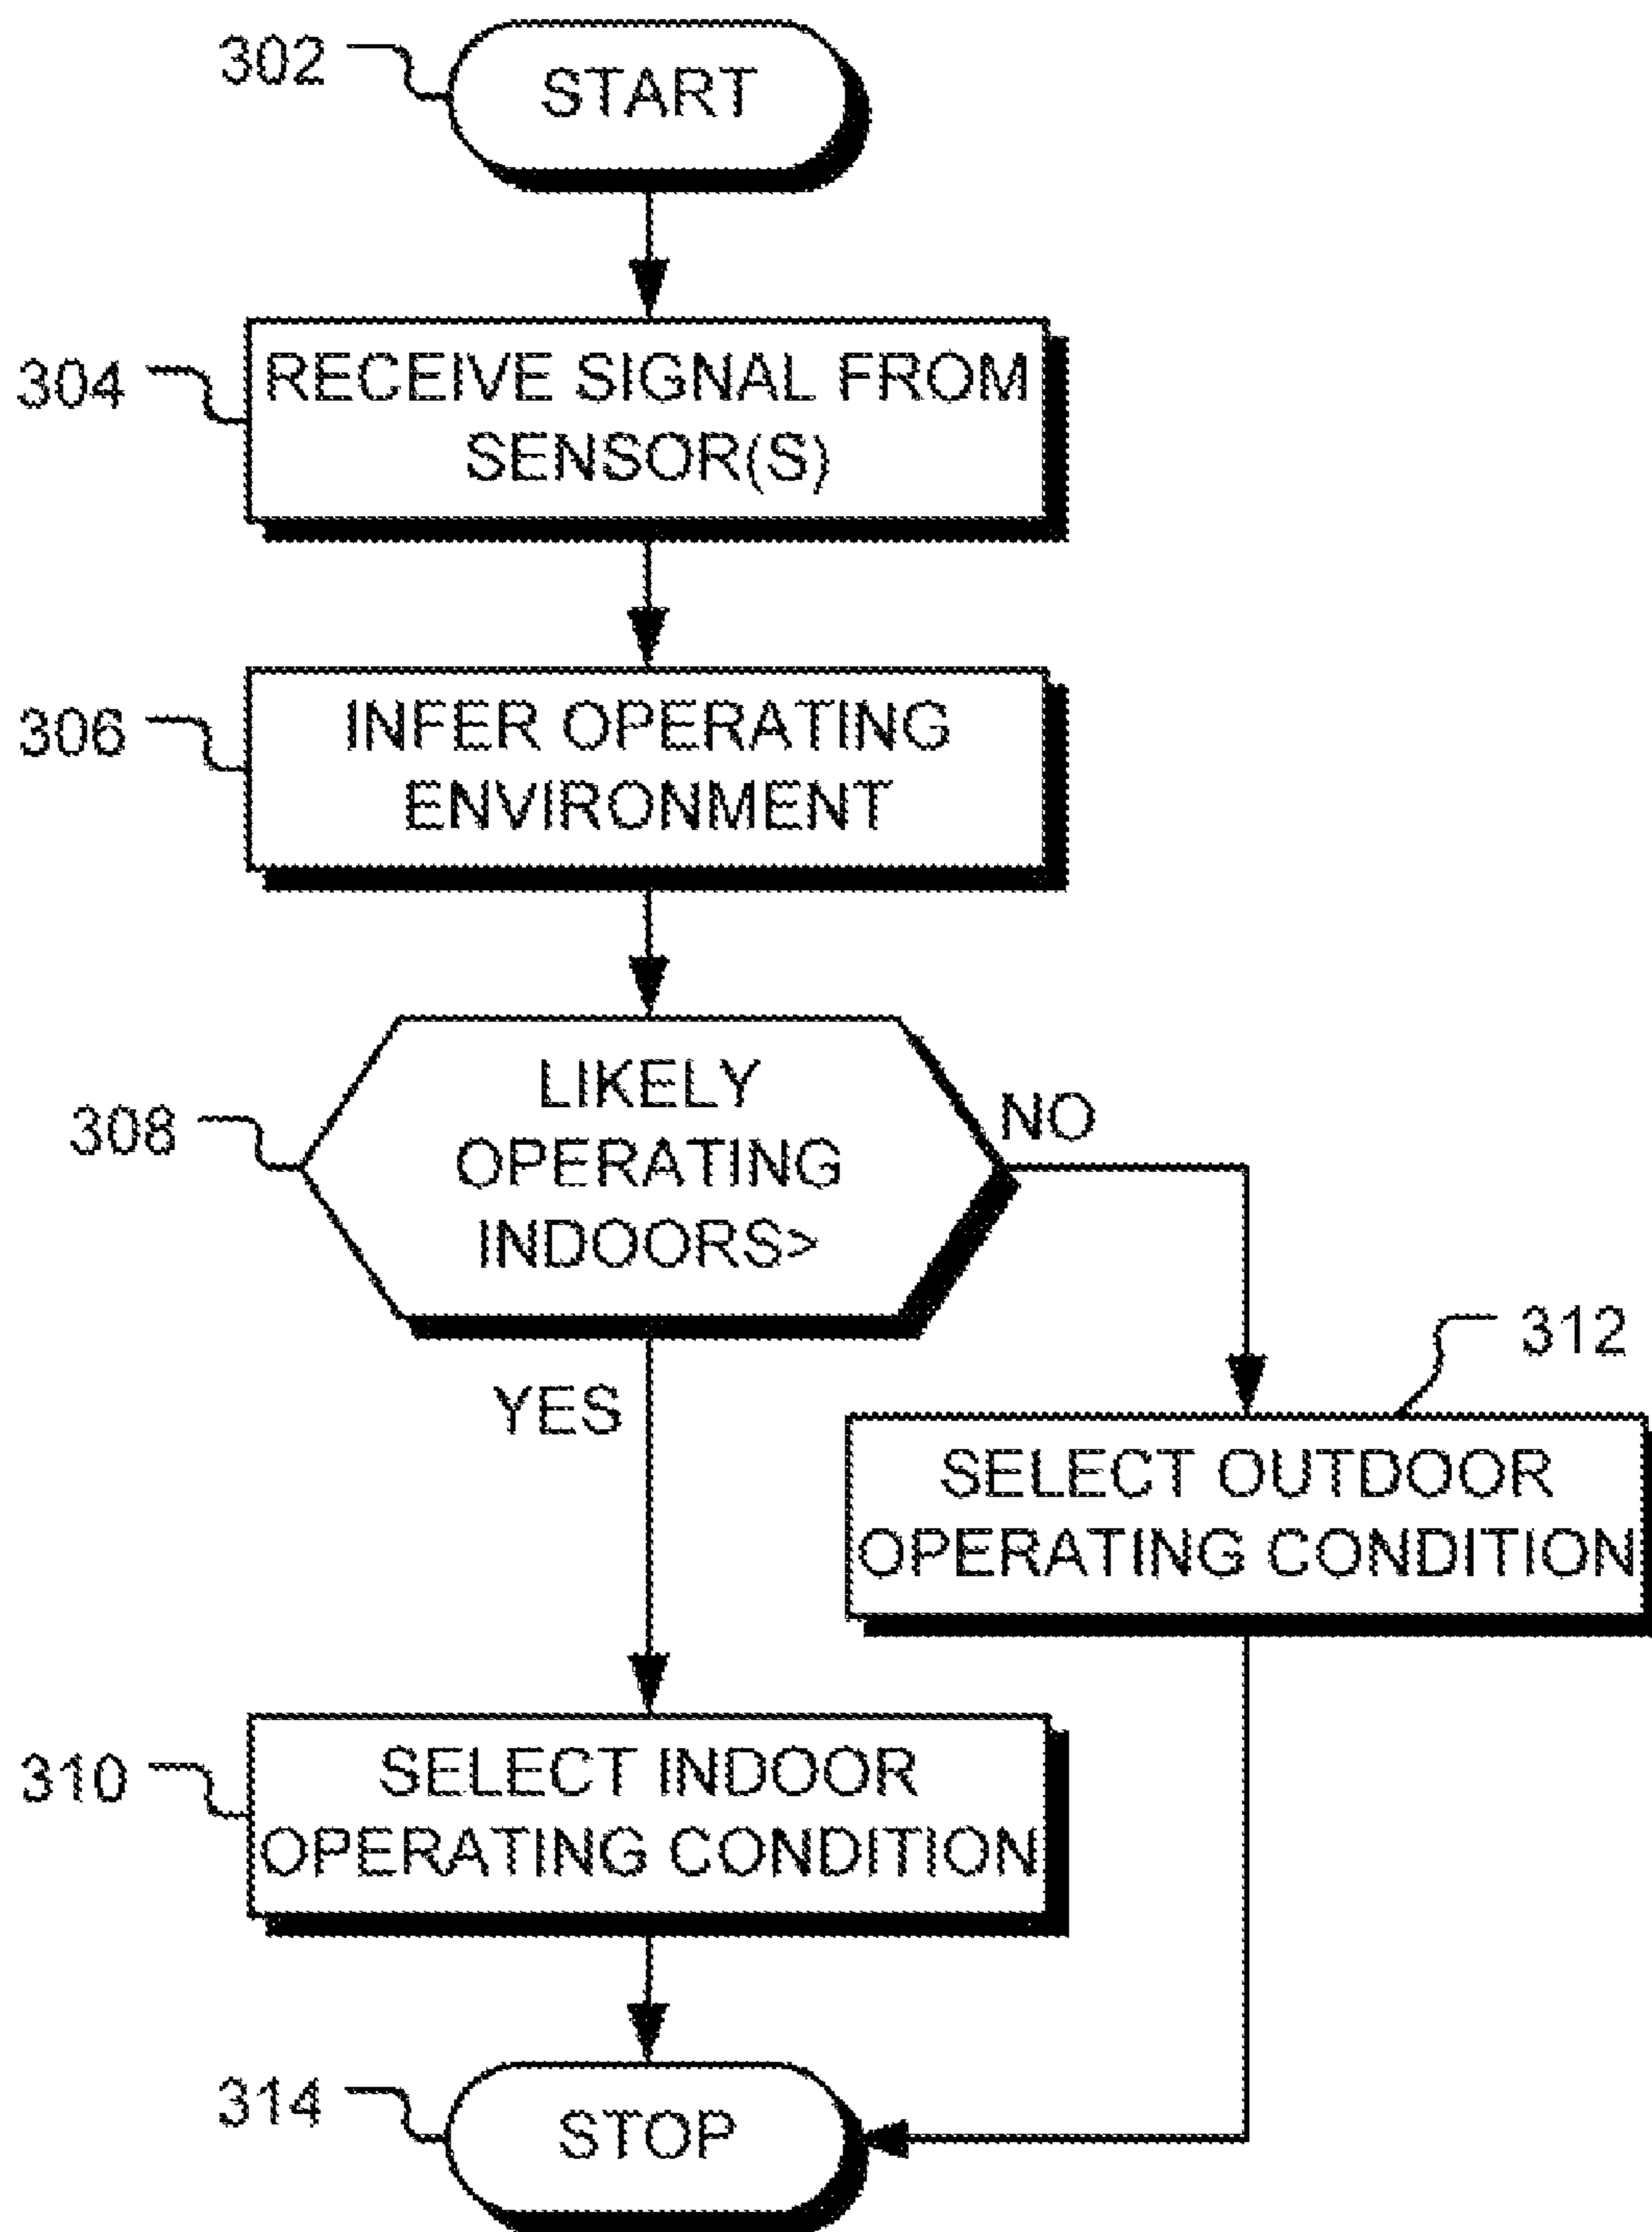 302
START
304
RECEIVE SIGNAL FROM
SENSOR(S)
306
INFER OPERATING
ENVIRONMENT
308
LIKELY
OPERATING
INDOORS>
NO
YES
312
SELECT OUTDOOR
OPERATING CONDITION
310
SELECT INDOOR
OPERATING CONDITION
314
STOP